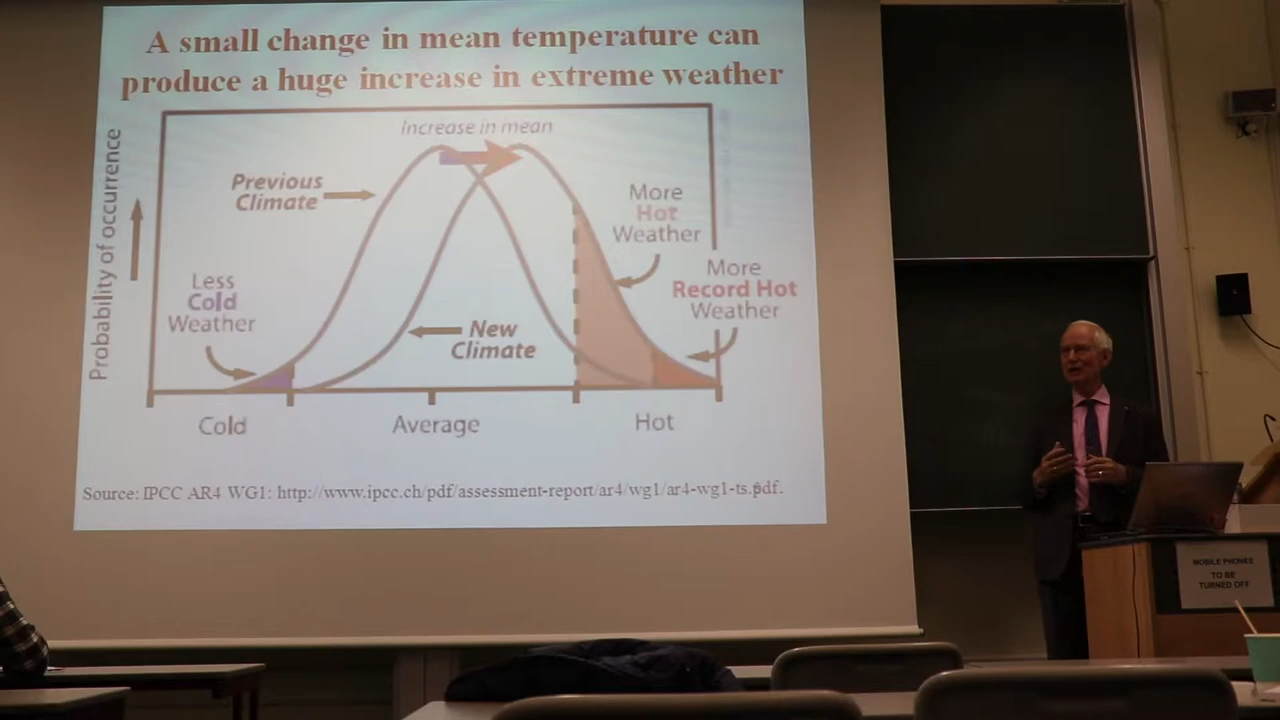 A small change in mean temperature can
produce a huge increase in extreme weather
Increase in mean
Previous
Climate
More
Hot
Weather
Less
Cold
Weather
More
Record Hot
Weather
New
Climate
Probability of occurrence
Cold
Average
Hot
Source: IPCC AR4 WG1: http://www.ipcc.ch/pdf/assessment-report/ar4/wg1/ar4-wg1-ts.pdf.
MOBILE PHONES
TO BE
TURNED OFF